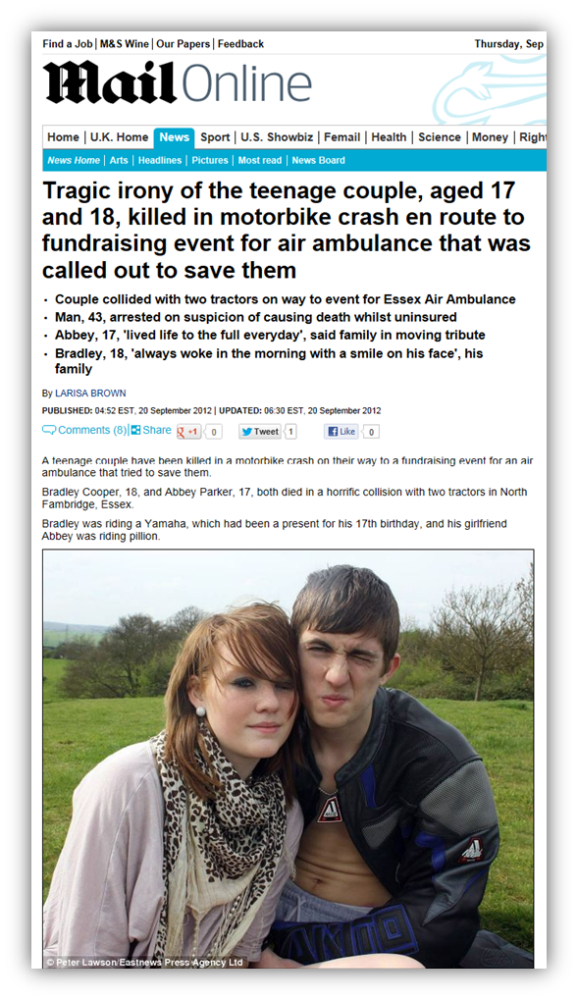 Find a Job | M&S Wine | Our Papers | Feedback
Thursday, Sep
Mail Online
Home | U.K. Home | News | Sport | U.S. Showbiz | Femail | Health | Science | Money | Righ
News Home | Arts | Headlines | Pictures | Most read | News Board
Tragic irony of the teenage couple, aged 17
and 18, killed in motorbike crash en route to
fundraising event for air ambulance that was
called out to save them
• Couple collided with two tractors on way to event for Essex Air Ambulance
• Man, 43, arrested on suspicion of causing death whilst uninsured
• Abbey, 17, 'lived life to the full everyday', said family in moving tribute
• Bradley, 18, 'always woke in the morning with a smile on his face', his
family
By LARISA BROWN
PUBLISHED: 04:52 EST, 20 September 2012 | UPDATED: 06:30 EST, 20 September 2012
Comments (8) | Share g +1 0 Tweet 1 Like 0
A teenage couple have been killed in a motorbike crash on their way to a fundraising event for an air
ambulance that tried to save them.
Bradley Cooper, 18, and Abbey Parker, 17, both died in a horrific collision with two tractors in North
Fambridge, Essex.
Bradley was riding a Yamaha, which had been a present for his 17th birthday, and his girlfriend
Abbey was riding pillion.
© Peter Lawson/Eastnews Press Agency Ltd